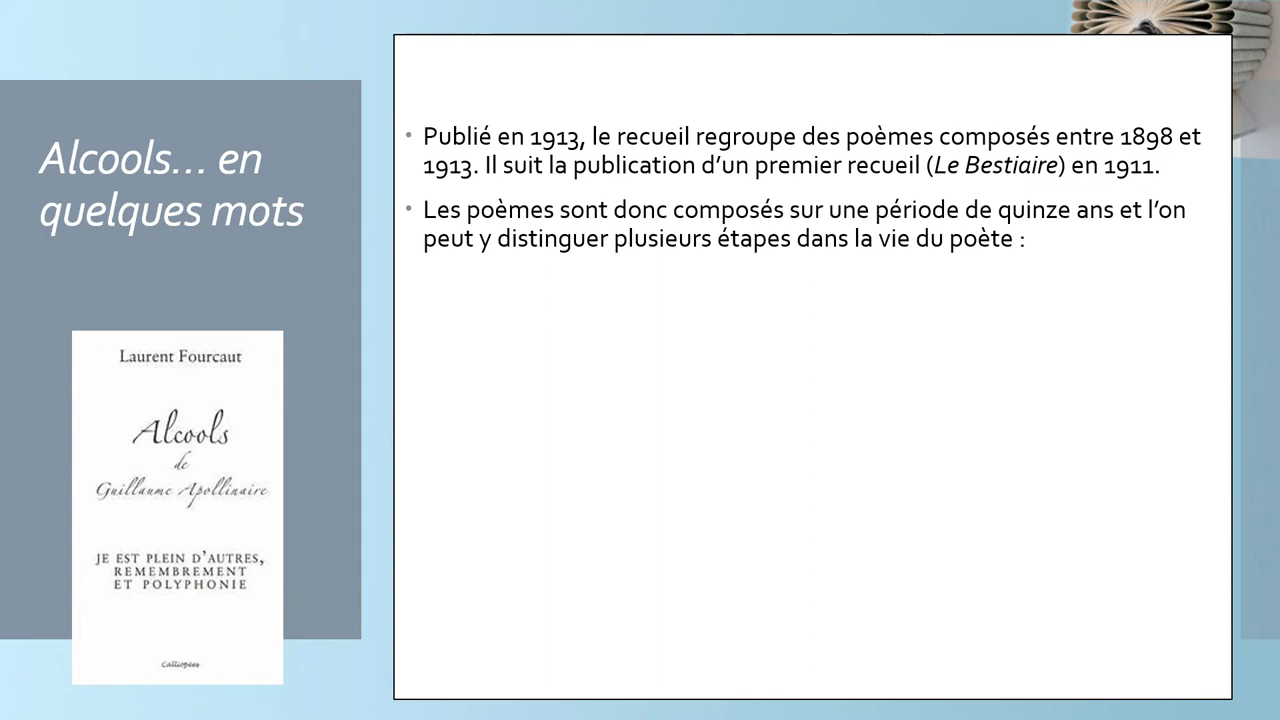 Alcools... en
quelques mots
Laurent Fourcaut
Alcools
de
Guillaume Apollinaire
JE EST PLEIN D'AUTRES,
REMEMBREMENT
ET POLYPHONIE
Calliopées
• Publié en 1913, le recueil regroupe des poèmes composés entre 1898 et
1913. Il suit la publication d’un premier recueil (Le Bestiaire) en 1911.
• Les poèmes sont donc composés sur une période de quinze ans et l’on
peut y distinguer plusieurs étapes dans la vie du poète :